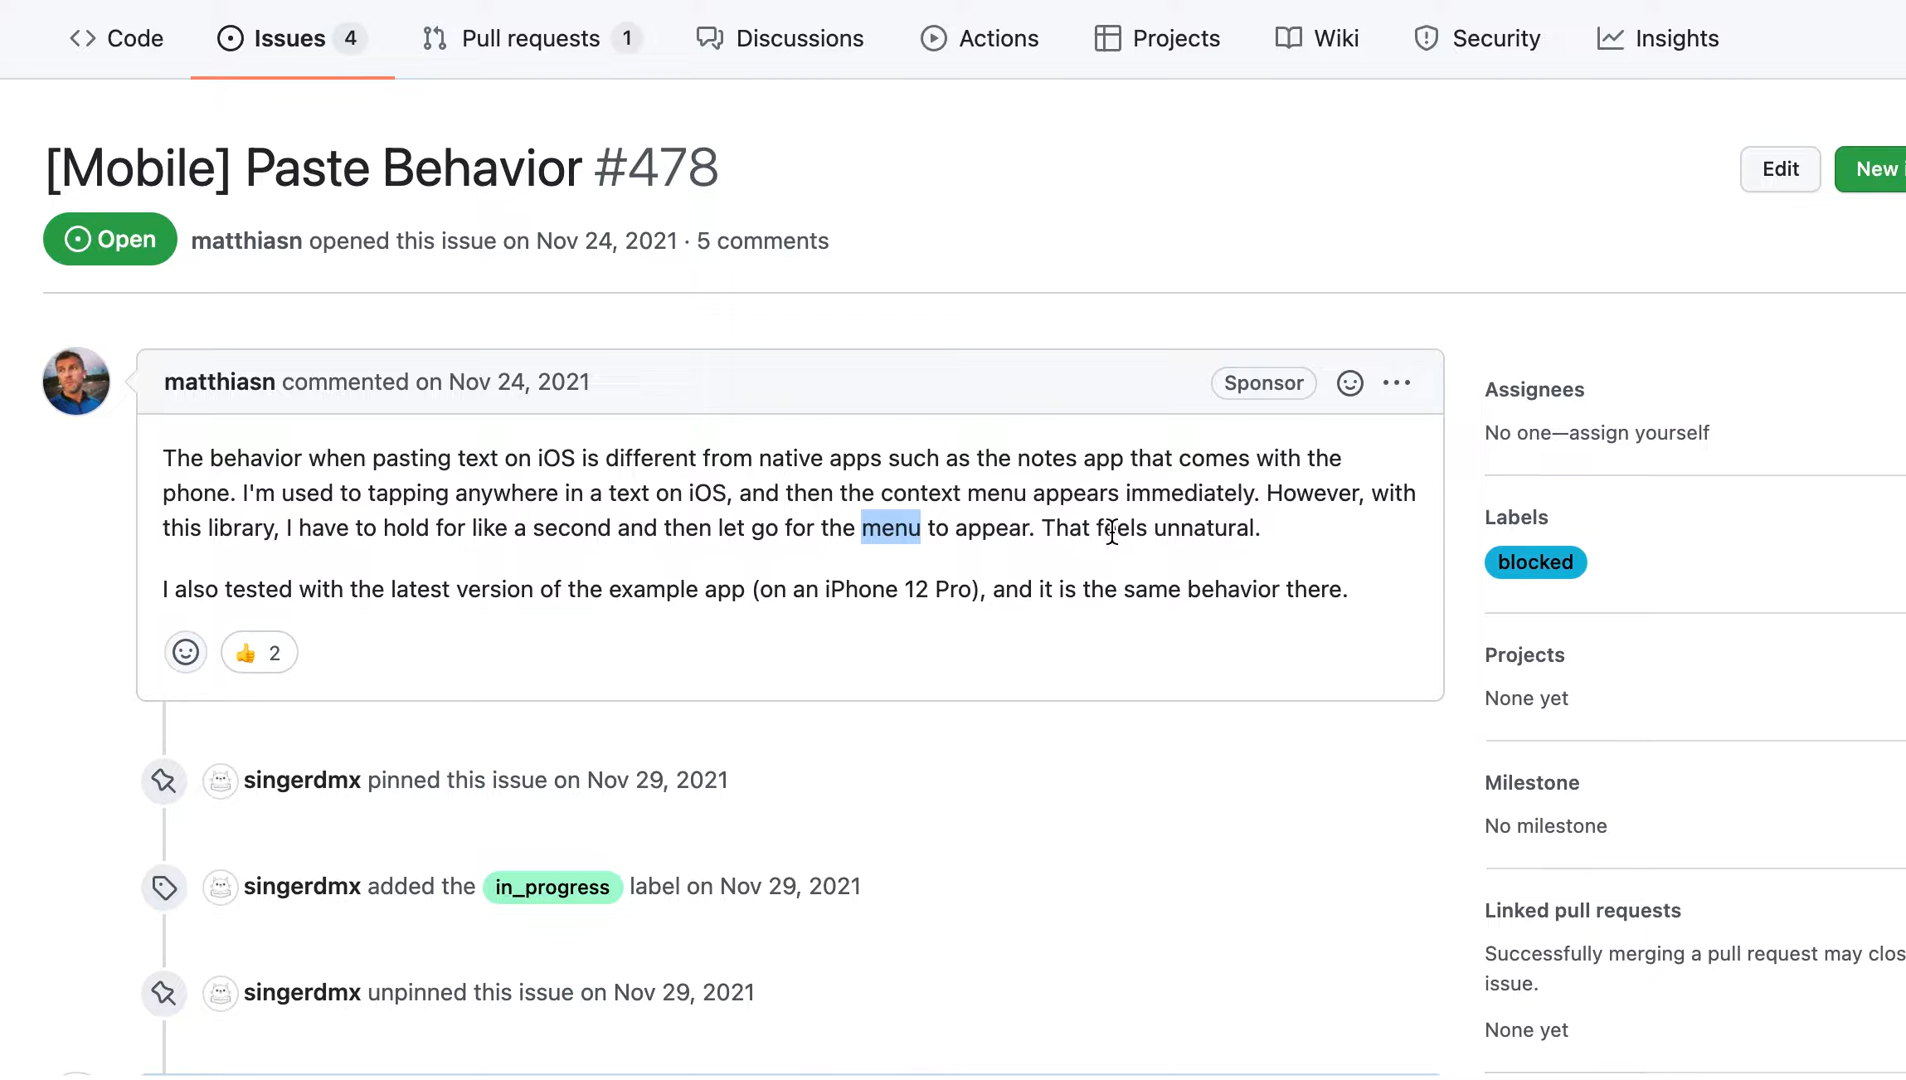 Code Issues 4 Pull requests 1 Discussions Actions Projects Wiki Security Insights
[Mobile] Paste Behavior #478
Edit New
Open matthiasn opened this issue on Nov 24, 2021 · 5 comments
matthiasn commented on Nov 24, 2021 Sponsor
The behavior when pasting text on iOS is different from native apps such as the notes app that comes with the
phone. I'm used to tapping anywhere in a text on iOS, and then the context menu appears immediately. However, with
this library, I have to hold for like a second and then let go for the menu to appear. That feels unnatural.
I also tested with the latest version of the example app (on an iPhone 12 Pro), and it is the same behavior there.
👍 2
singerdmx pinned this issue on Nov 29, 2021
singerdmx added the in_progress label on Nov 29, 2021
singerdmx unpinned this issue on Nov 29, 2021
Assignees
No one—assign yourself
Labels
blocked
Projects
None yet
Milestone
No milestone
Linked pull requests
Successfully merging a pull request may clos
issue.
None yet